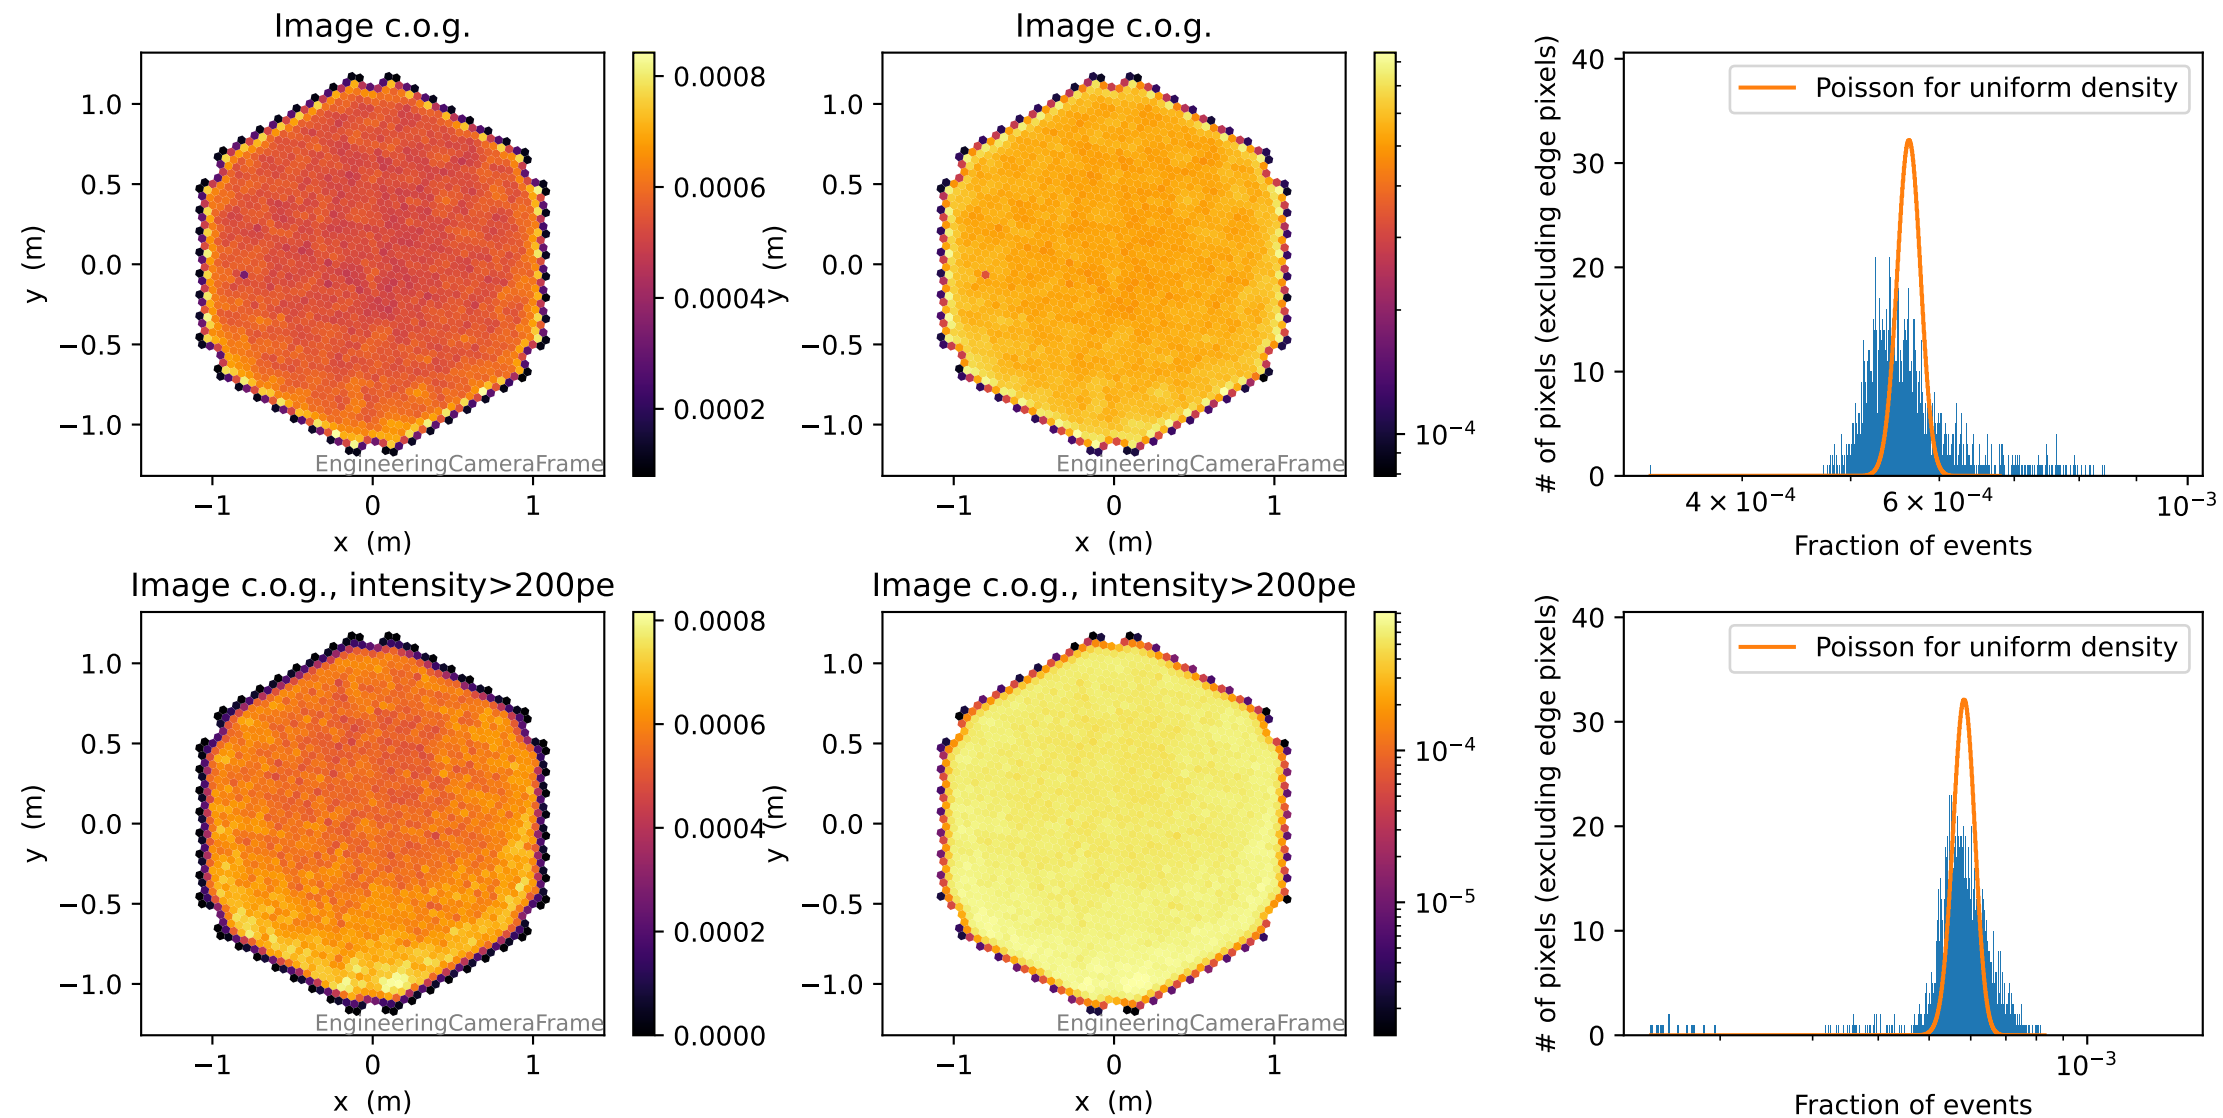 Image c.o.g.
1.0
0.5
0.0
−0.5
−1.0
y (m)
−1 0 1
x (m)
EngineeringCameraFrame
0.0008
0.0006
0.0004
0.0002
Image c.o.g.
1.0
0.5
0.0
−0.5
−1.0
y (m)
−1 0 1
x (m)
EngineeringCameraFrame
10⁻⁴
40
30
20
10
0
# of pixels (excluding edge pixels)
Poisson for uniform density
4 × 10⁻⁴ 6 × 10⁻⁴ 10⁻³
Fraction of events
Image c.o.g., intensity>200pe
1.0
0.5
0.0
−0.5
−1.0
y (m)
−1 0 1
x (m)
EngineeringCameraFrame
0.0008
0.0006
0.0004
0.0002
0.0000
Image c.o.g., intensity>200pe
1.0
0.5
0.0
−0.5
−1.0
y (m)
−1 0 1
x (m)
EngineeringCameraFrame
10⁻⁴
10⁻⁵
40
30
20
10
0
# of pixels (excluding edge pixels)
Poisson for uniform density
10⁻³
Fraction of events